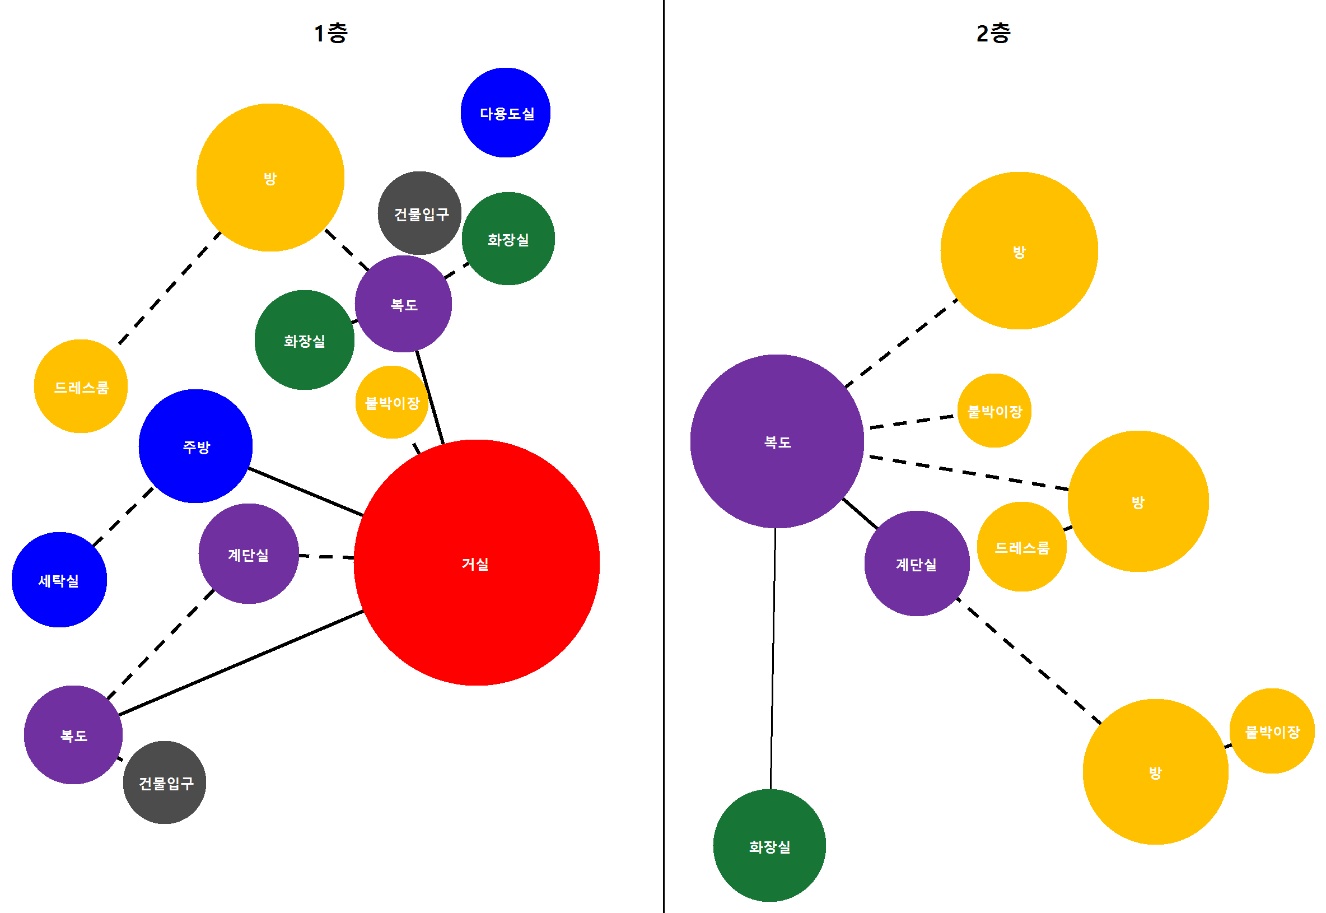 1층
다용도실
방
건물입구
화장실
복도
화장실
드레스룸
붙박이장
주방
계단실
거실
세탁실
복도
건물입구
2층
방
붙박이장
복도
방
드레스룸
계단실
붙박이장
방
화장실